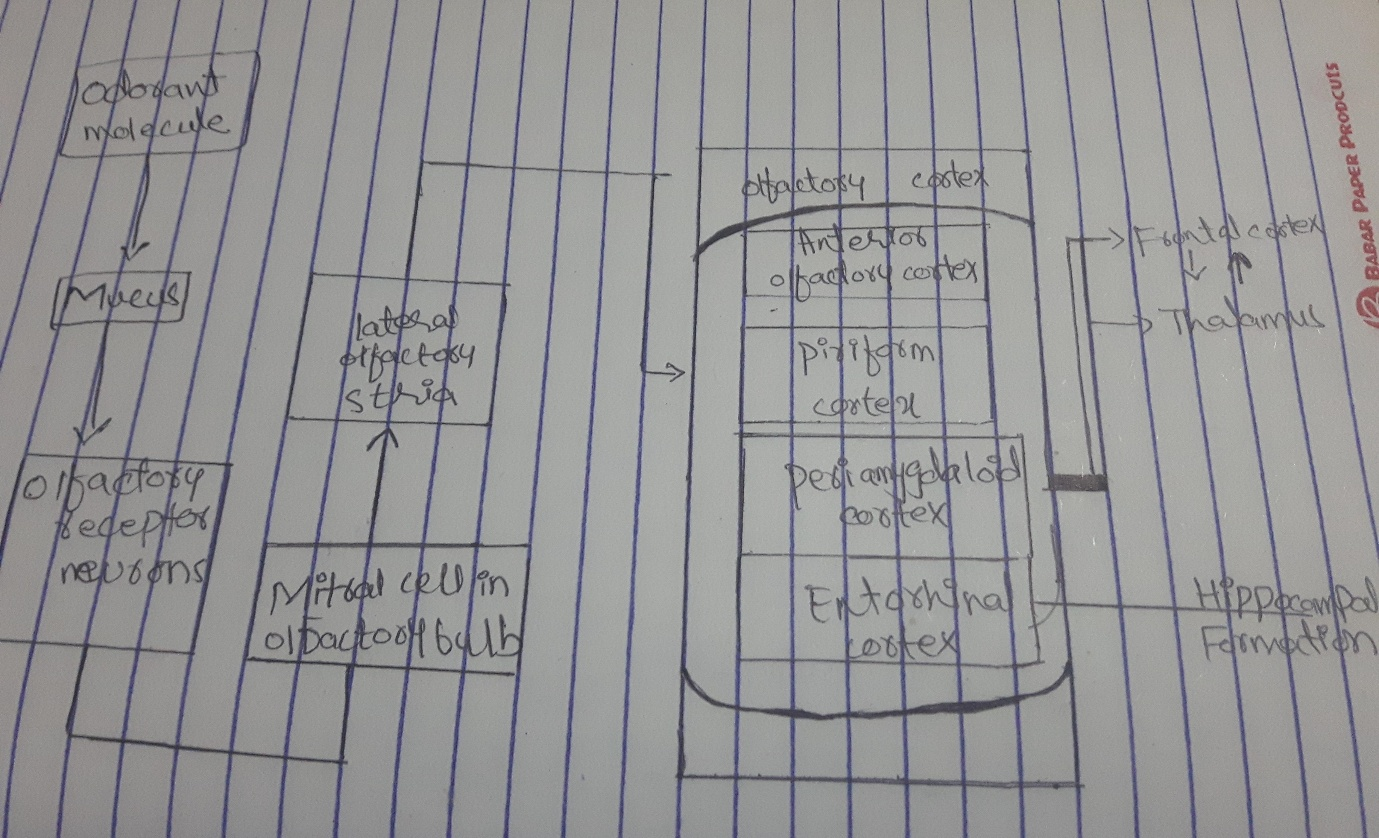 Odorant
molecule
Mucus
Olfactory
receptor
neurons
Mitral cell in
olfactory bulb
lateral
olfactory
stria
olfactory cortex
Anterior
olfactory cortex
piriform
cortex
periamygdaloid
cortex
Entorhinal
cortex
Frontal cortex
Thalamus
Hippocampal
Formation
BABAR PAPER PRODCUTS